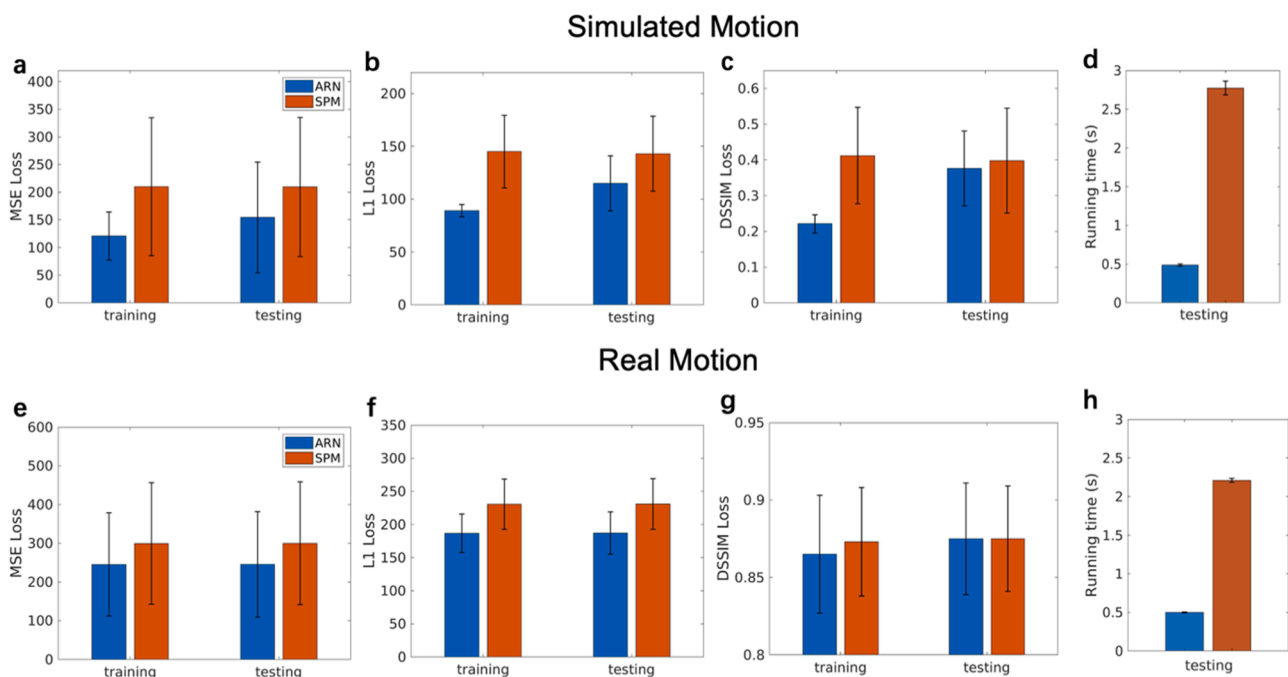 Simulated Motion
a
MSE Loss
400
350
300
250
200
150
100
50
0
training
testing
ARN
SPM
b
L1 Loss
200
150
100
50
0
training
testing
c
DSSIM Loss
0.6
0.5
0.4
0.3
0.2
0.1
0
training
testing
d
Running time (s)
3
2.5
2
1.5
1
0.5
0
testing
Real Motion
e
MSE Loss
600
500
400
300
200
100
0
training
testing
ARN
SPM
f
L1 Loss
350
300
250
200
150
100
50
0
training
testing
g
DSSIM Loss
0.95
0.9
0.85
0.8
training
testing
h
Running time (s)
3
2.5
2
1.5
1
0.5
0
testing